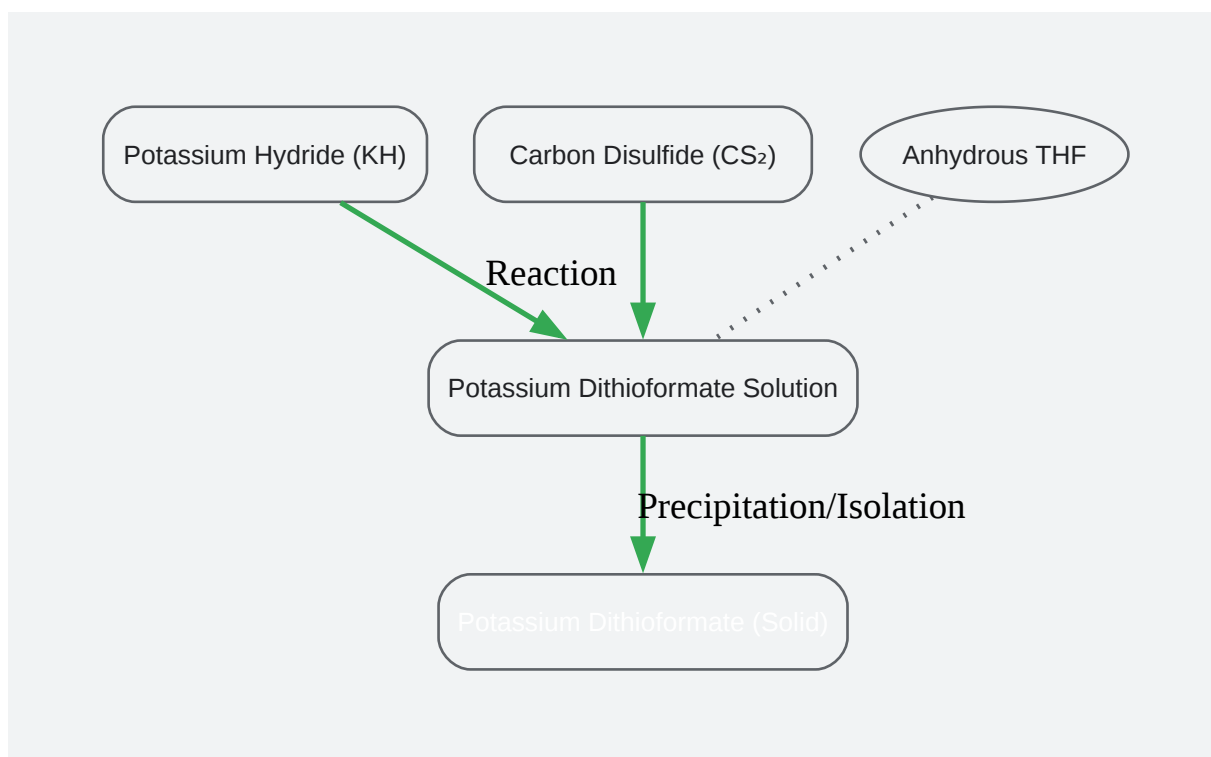 Potassium Hydride (KH)
Carbon Disulfide (CS₂)
Anhydrous THF
Reaction
Potassium Dithioformate Solution
Precipitation/Isolation
Potassium Dithioformate (Solid)